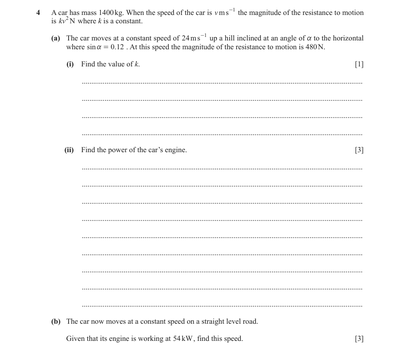 4 A car has mass 1400 kg. When the speed of the car is v m s⁻¹ the magnitude of the resistance to motion
is kv² N where k is a constant.
(a) The car moves at a constant speed of 24 m s⁻¹ up a hill inclined at an angle of α to the horizontal
where sin α = 0.12 . At this speed the magnitude of the resistance to motion is 480 N.
(i) Find the value of k. [1]
(ii) Find the power of the car's engine. [3]
(b) The car now moves at a constant speed on a straight level road.
Given that its engine is working at 54 kW, find this speed. [3]